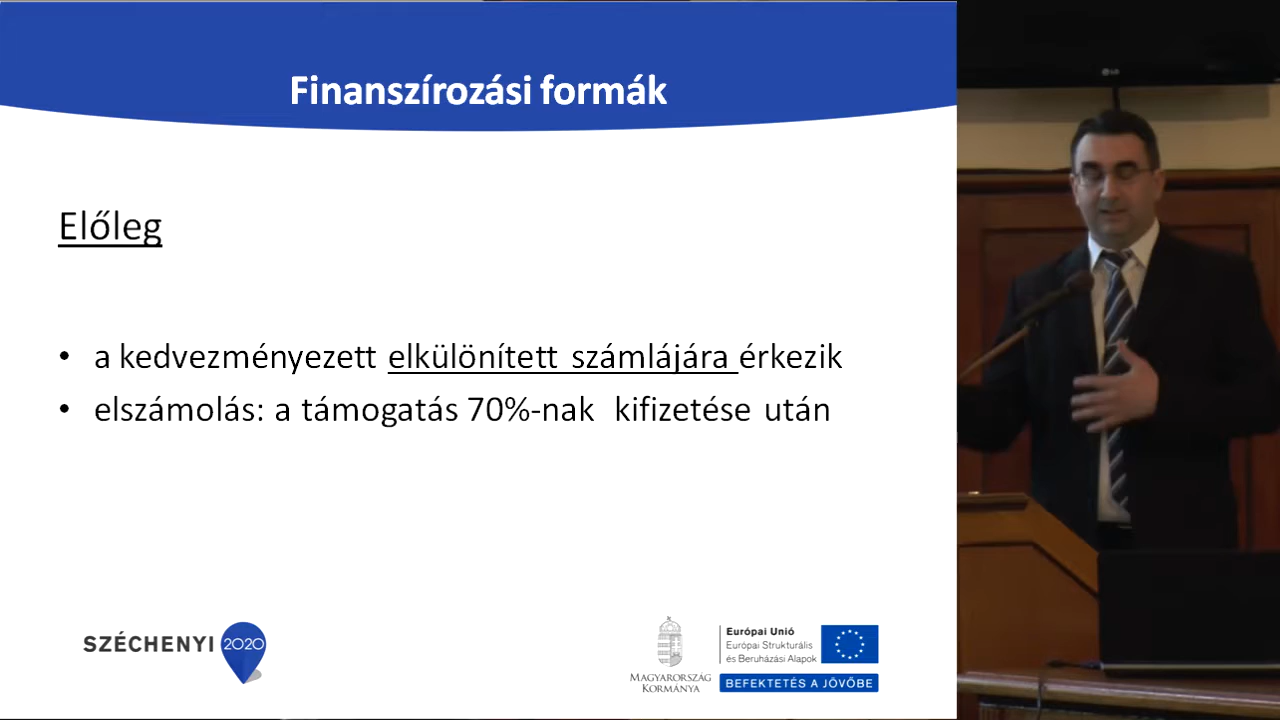 Finanszírozási formák
Előleg
• a kedvezményezett elkülönített számlájára érkezik
• elszámolás: a támogatás 70%-nak kifizetése után
SZÉCHENYI 2020
MAGYARORSZÁG
KORMÁNYA
Európai Unió
Európai Strukturális
és Beruházási Alapok
BEFEKTETÉS A JÖVŐBE
LG